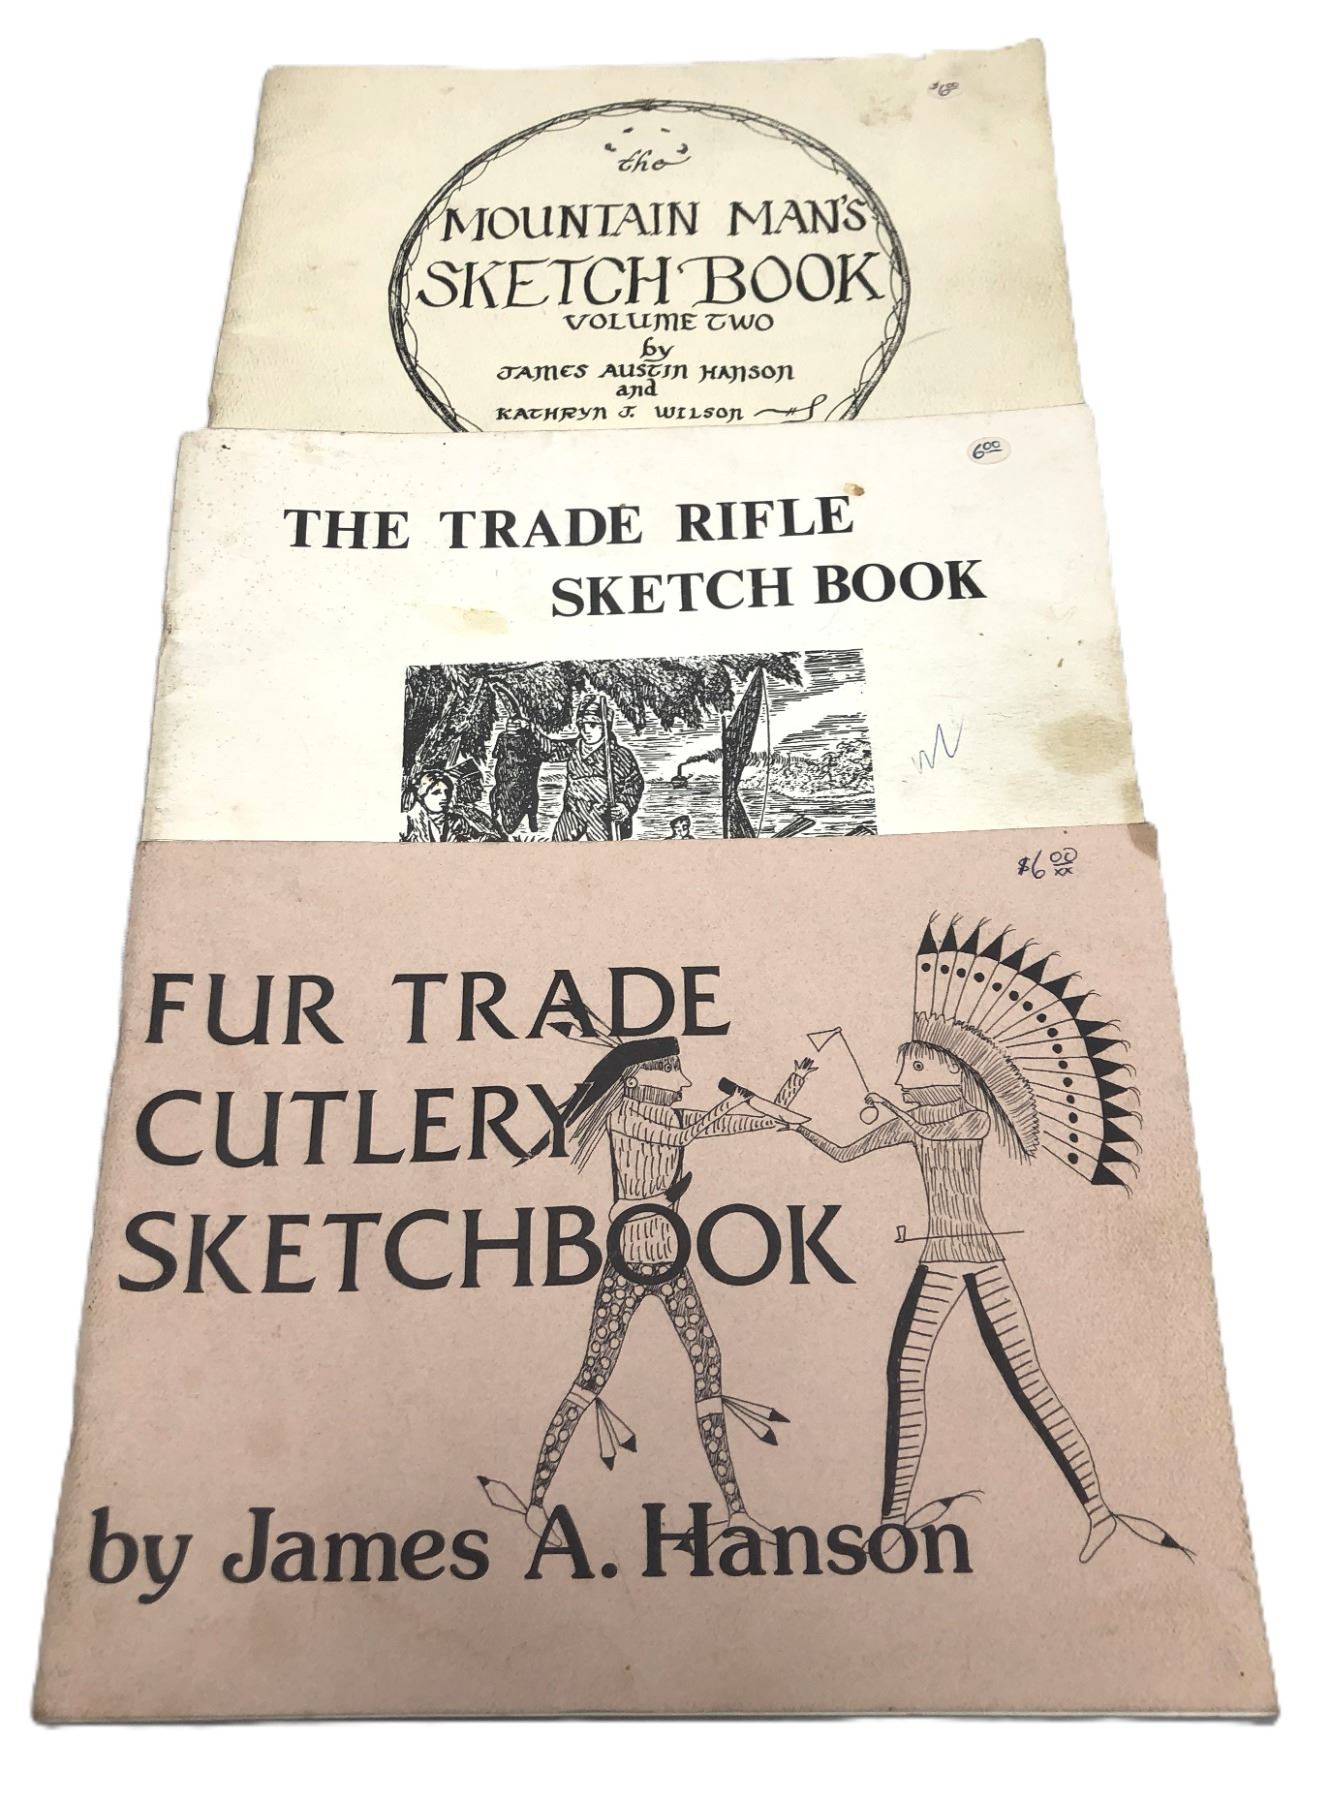 $6.00
the
MOUNTAIN MAN'S
SKETCH BOOK
VOLUME TWO
by
JAMES AUSTIN HANSON
and
KATHRYN J. WILSON
6.00
THE TRADE RIFLE
SKETCH BOOK
$6.00
xx
FUR TRADE
CUTLERY
SKETCHBOOK
by James A. Hanson